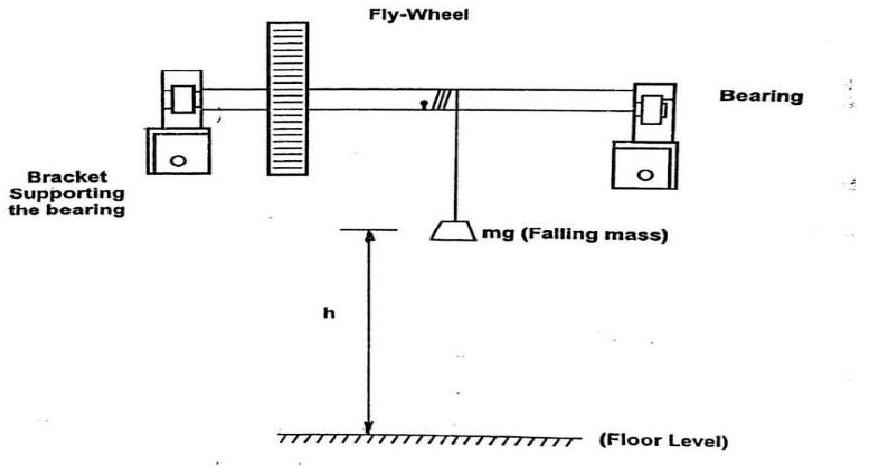 Fly-Wheel
Bearing
Bracket
Supporting
the bearing
mg (Falling mass)
h
(Floor Level)